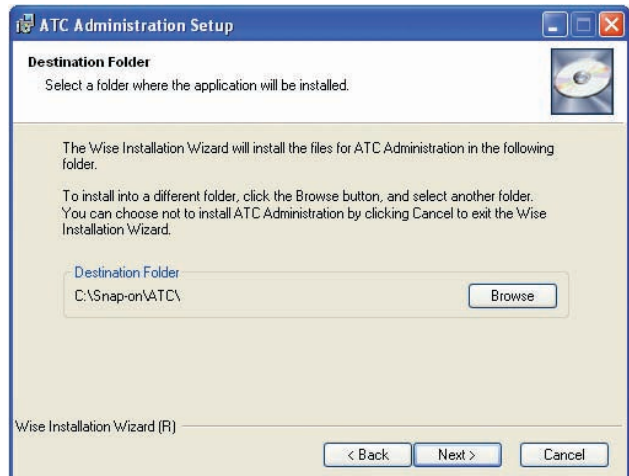 ATC Administration Setup
Destination Folder
Select a folder where the application will be installed.
The Wise Installation Wizard will install the files for ATC Administration in the following
folder.
To install into a different folder, click the Browse button, and select another folder.
You can choose not to install ATC Administration by clicking Cancel to exit the Wise
Installation Wizard.
Destination Folder
C:\Snap-on\ATC\ Browse
Wise Installation Wizard (R)
< Back Next > Cancel